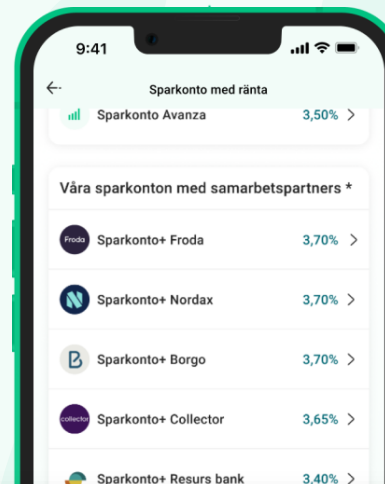 9:41
Sparkonto med ränta
Sparkonto Avanza 3,50%
Våra sparkonton med samarbetspartners *
Froda Sparkonto+ Froda 3,70%
Sparkonto+ Nordax 3,70%
Sparkonto+ Borgo 3,70%
collector Sparkonto+ Collector 3,65%
Sparkonto+ Resurs bank 3,40%